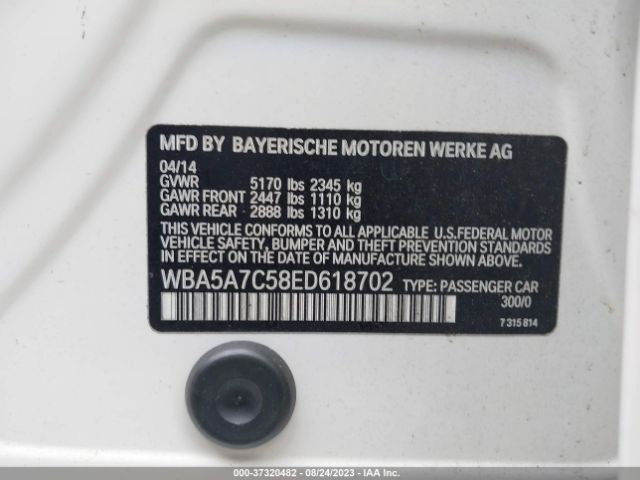 MFD BY BAYERISCHE MOTOREN WERKE AG
04/14
GVWR 5170 lbs 2345 kg
GAWR FRONT 2447 lbs 1110 kg
GAWR REAR 2888 lbs 1310 kg
THIS VEHICLE CONFORMS TO ALL APPLICABLE U.S.FEDERAL MOTOR
VEHICLE SAFETY, BUMPER AND THEFT PREVENTION STANDARDS
IN EFFECT ON THE DATE OF MANUFACTURE SHOWN ABOVE.
WBA5A7C58ED618702 TYPE: PASSENGER CAR
300/0
7 315 814
000-37320482 - 08/24/2023 - IAAI.COM